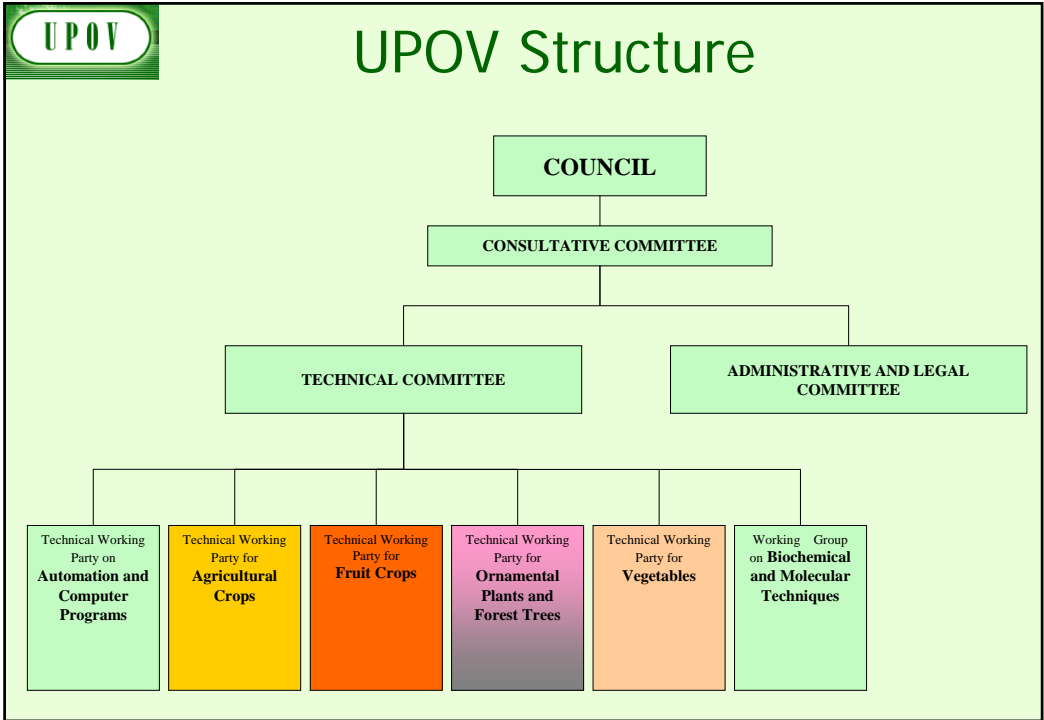 UPOV
UPOV Structure
COUNCIL
CONSULTATIVE COMMITTEE
TECHNICAL COMMITTEE
ADMINISTRATIVE AND LEGAL
COMMITTEE
Technical Working
Party on
Automation and
Computer
Programs
Technical Working
Party for
Agricultural
Crops
Technical Working
Party for
Fruit Crops
Technical Working
Party for
Ornamental
Plants and
Forest Trees
Technical Working
Party for
Vegetables
Working Group
on Biochemical
and Molecular
Techniques